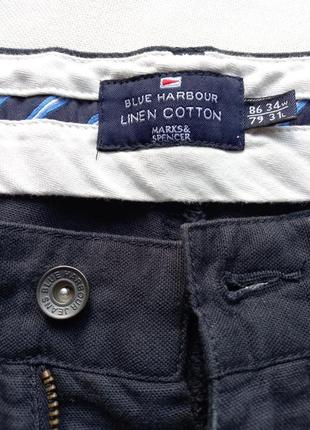 BLUE HARBOUR
LINEN COTTON
MARKS&
SPENCER
86 34W
79 31L
BLUE HARBOUR
JEANS